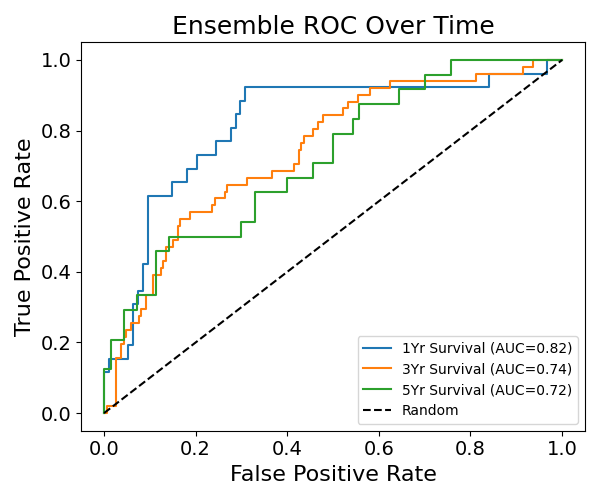 Ensemble ROC Over Time
True Positive Rate
1.0
0.8
0.6
0.4
0.2
0.0
1Yr Survival (AUC=0.82)
3Yr Survival (AUC=0.74)
5Yr Survival (AUC=0.72)
Random
0.0 0.2 0.4 0.6 0.8 1.0
False Positive Rate